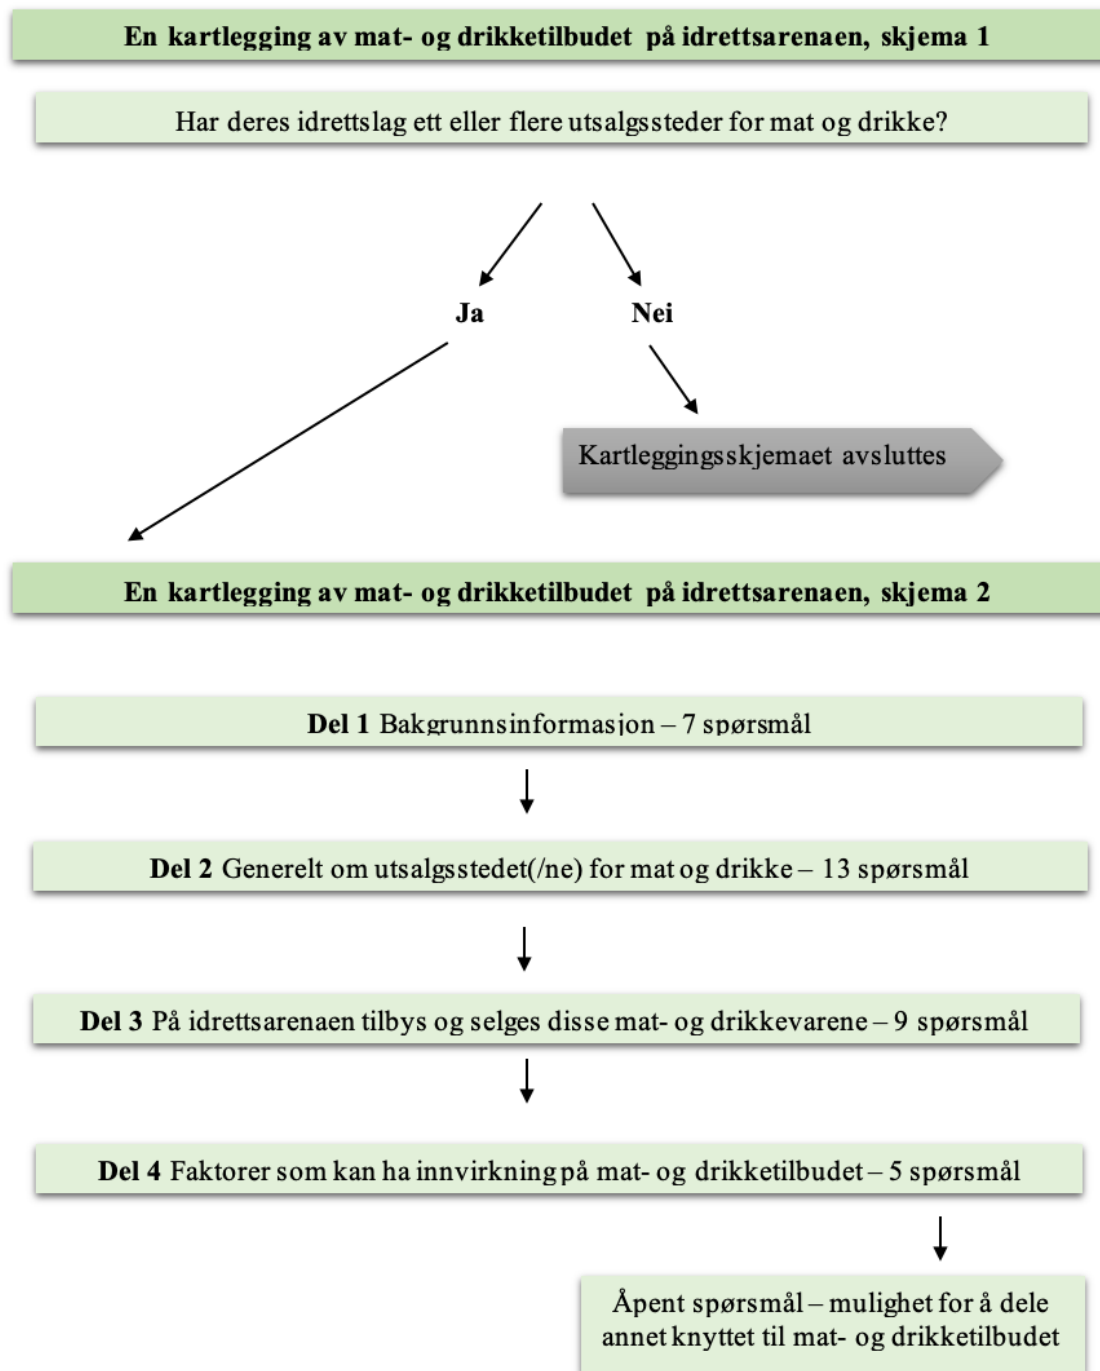 En kartlegging av mat- og drikketilbudet på idrettsarenaen, skjema 1
Har deres idrettslag ett eller flere utsalgssteder for mat og drikke?
Ja
Nei
Kartleggingsskjemaet avsluttes
En kartlegging av mat- og drikketilbudet på idrettsarenaen, skjema 2
Del 1 Bakgrunnsinformasjon – 7 spørsmål
Del 2 Generelt om utsalgsstedet(/ne) for mat og drikke – 13 spørsmål
Del 3 På idrettsarenaen tilbys og selges disse mat- og drikkevarene – 9 spørsmål
Del 4 Faktorer som kan ha innvirkning på mat- og drikketilbudet – 5 spørsmål
Åpent spørsmål – mulighet for å dele
annet knyttet til mat- og drikketilbudet